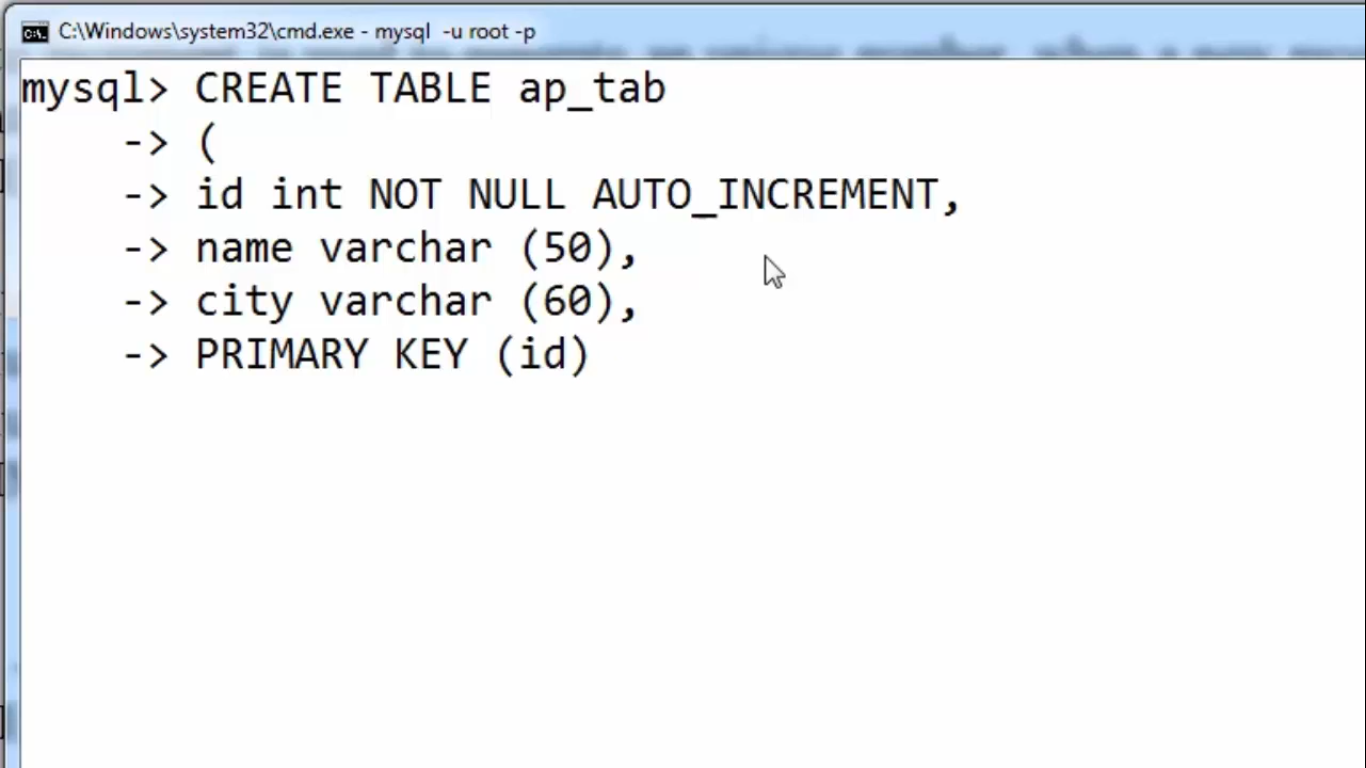 C:\Windows\system32\cmd.exe - mysql  -u root -p
mysql> CREATE TABLE ap_tab
    -> (
    -> id int NOT NULL AUTO_INCREMENT,
    -> name varchar (50),
    -> city varchar (60),
    -> PRIMARY KEY (id)